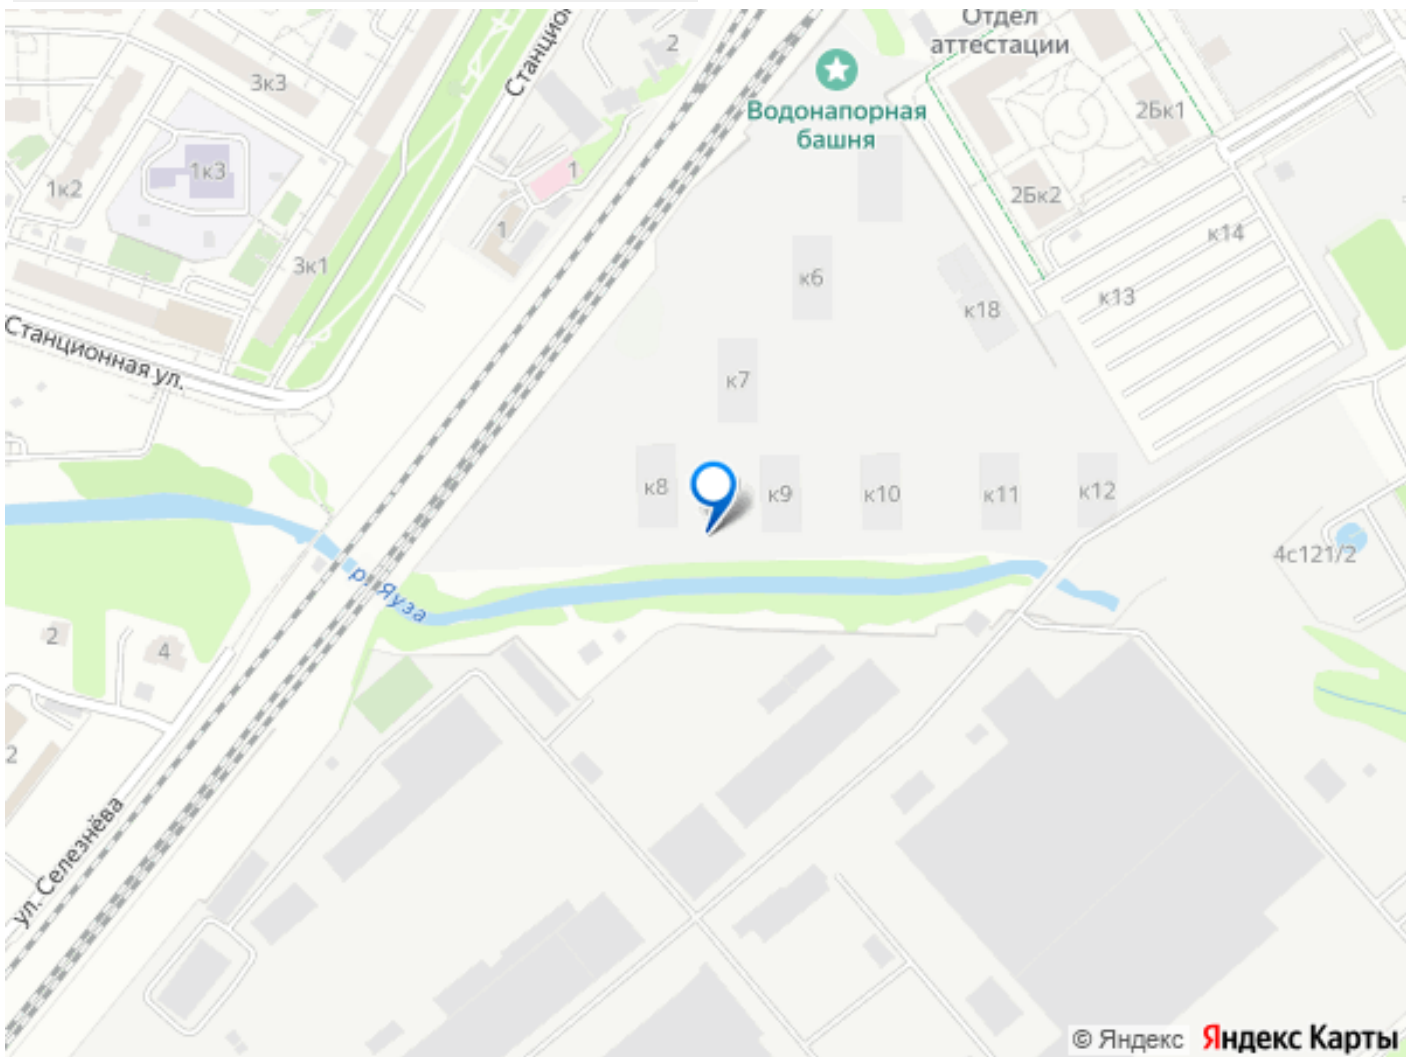 Отдел
аттестации
2
Станцио
3к3
Водонапорная
башня
2Бк1
1к3
1
1к2
2Бк2
1
к14
3к1
к6
к13
к18
Станционная ул.
к7
к8
к9
к10
к11
к12
4с121/2
р. Яуза
2
4
2
ул. Селезнёва
© Яндекс Яндекс Карты